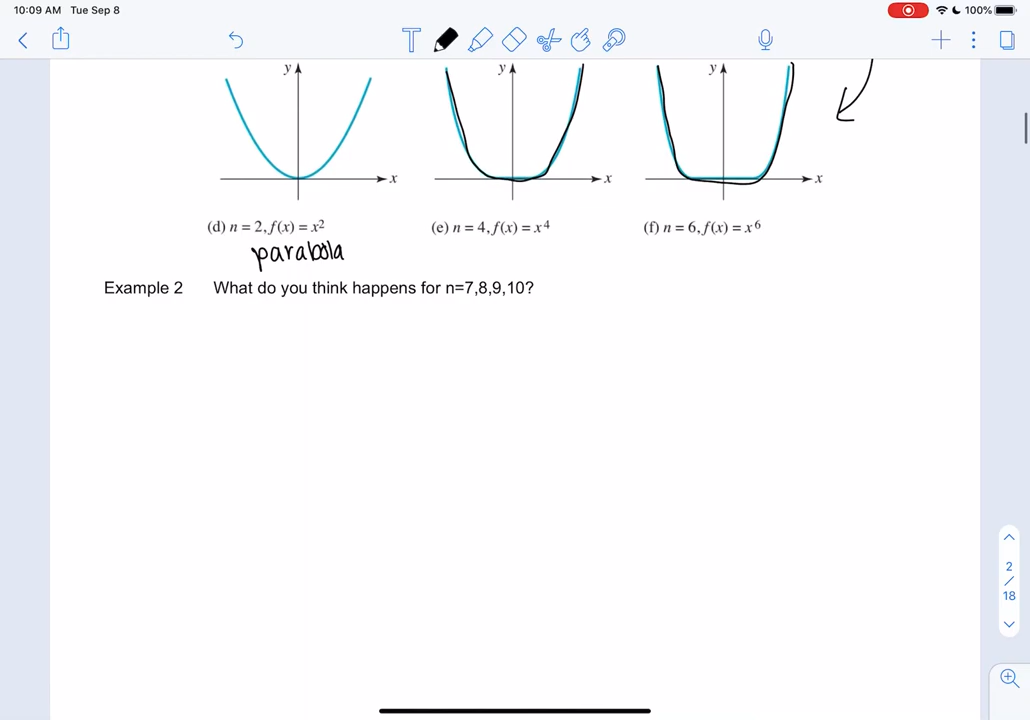 10:09 AM Tue Sep 8
100%
y y y
x x x
(d) n = 2, f(x) = x² (e) n = 4, f(x) = x⁴ (f) n = 6, f(x) = x⁶
parabola
Example 2 What do you think happens for n=7,8,9,10?
2
/
18